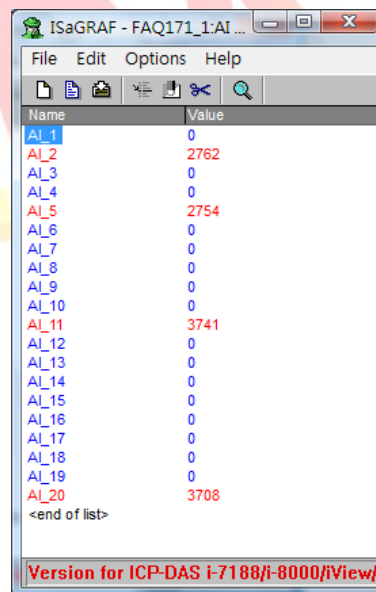 ISaGRAF - FAQ171_1:AI ...
File Edit Options Help
Name Value
AI_1 0
AI_2 2762
AI_3 0
AI_4 0
AI_5 2754
AI_6 0
AI_7 0
AI_8 0
AI_9 0
AI_10 0
AI_11 3741
AI_12 0
AI_13 0
AI_14 0
AI_15 0
AI_16 0
AI_17 0
AI_18 0
AI_19 0
AI_20 3708
<end of list>
Version for ICP-DAS i-7188/i-8000/iView/